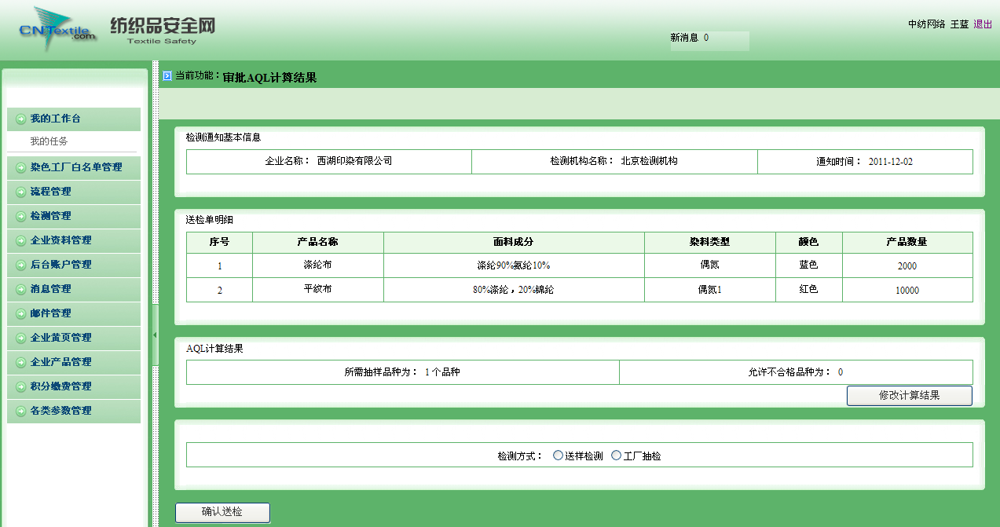 CNTextile.com
纺织品安全网
Textile Safety
新消息 0
中纺网络 王蓝 退出
当前功能：审批AQL计算结果
我的工作台
我的任务
染色工厂白名单管理
流程管理
检测管理
企业资料管理
后台账户管理
消息管理
邮件管理
企业黄页管理
企业产品管理
积分缴费管理
各类参数管理
检测通知基本信息
企业名称： 西湖印染有限公司 检测机构名称： 北京检测机构 通知时间： 2011-12-02
送检单明细
序号 产品名称 面料成分 染料类型 颜色 产品数量
1 涤纶布 涤纶90%氨纶10% 偶氮 蓝色 2000
2 平纹布 80%涤纶，20%锦纶 偶氮1 红色 10000
AQL计算结果
所需抽样品种为： 1 个品种 允许不合格品种为： 0
修改计算结果
检测方式： 送样检测 工厂抽检
确认送检